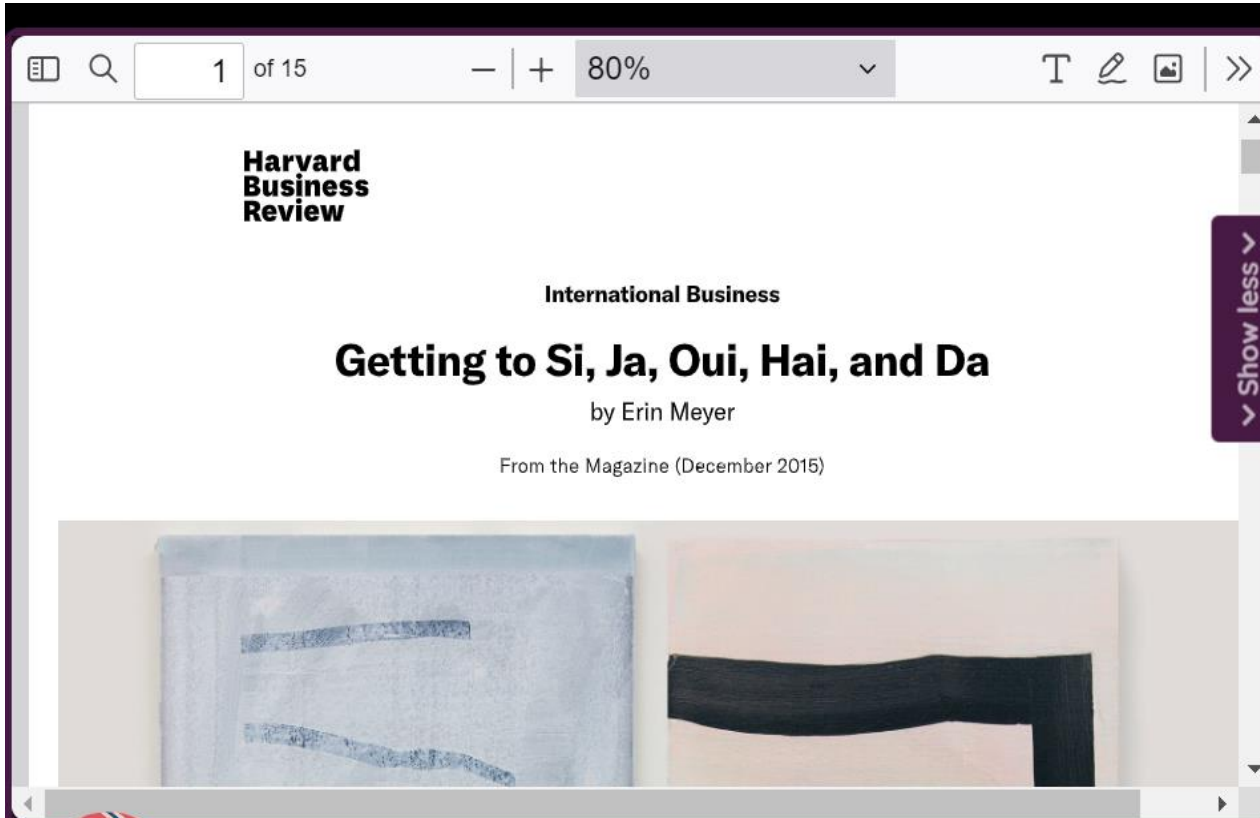 1 of 15 80%
Harvard
Business
Review
International Business
Getting to Si, Ja, Oui, Hai, and Da
by Erin Meyer
From the Magazine (December 2015)
Show less